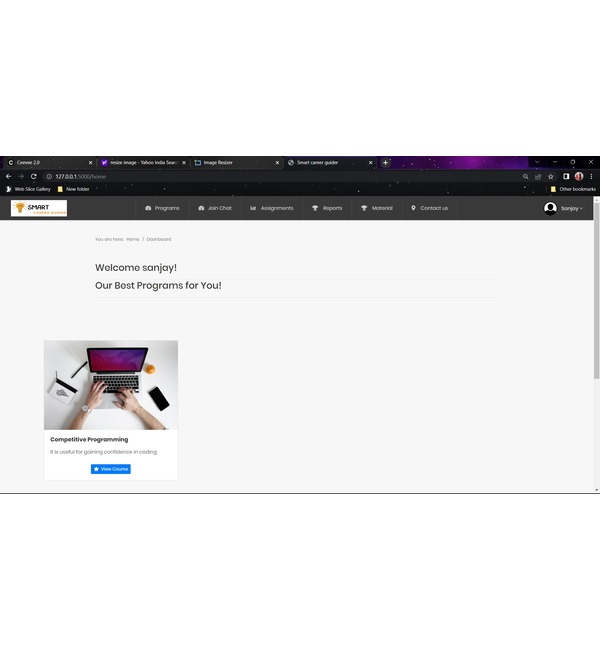 Ceevee 2.0
resize image - Yahoo India Sear
Image Resizer
Smart career guider
127.0.0.1:5000/home
Web Slice Gallery
New folder
Other bookmarks
SMART
CAREER GUIDER
Programs
Join Chat
Assignments
Reports
Material
Contact us
Sanjay
You are here: Home / Dashboard
Welcome sanjay!
Our Best Programs for You!
Competitive Programming
It is useful for gaining confidence in coding
View Course